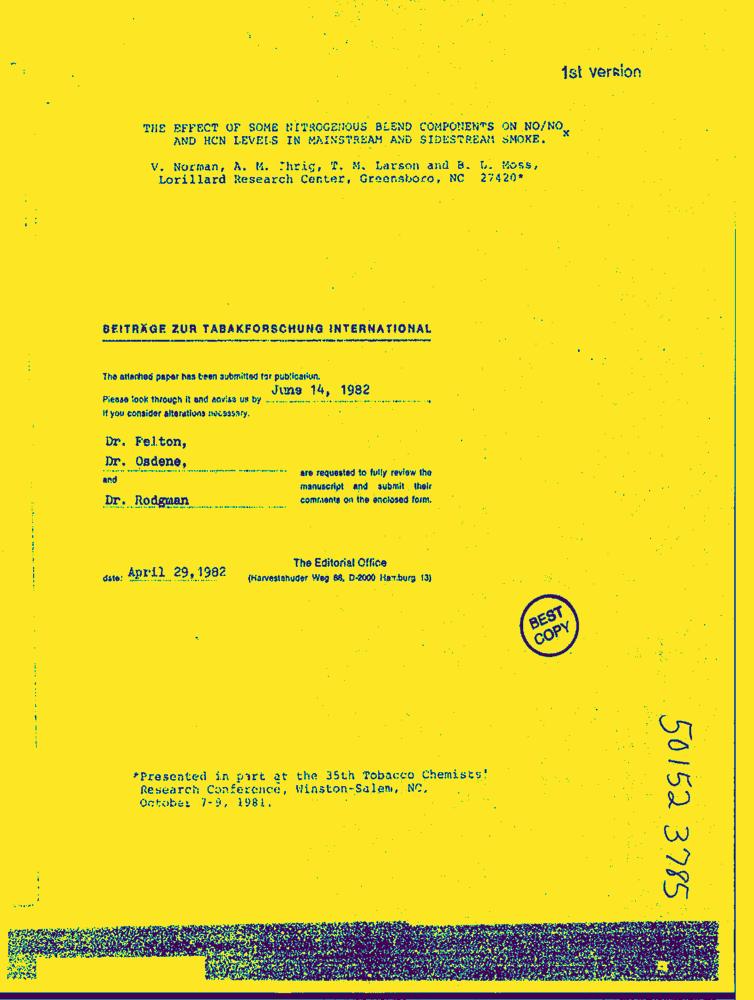 1st version
THE EFFECT OF SOME NITROGENOUS BLEND COMPONENTS ON NO/NOx
AND HCN LEVELS IN MAINSTREAM AND SIDESTREAM SMOKE.
V. Norman, A. M. Ihrig, T. M. Larson and B. L. Moss,
Lorillard Research Center, Greensboro, NC 27420*
BEITRÄGE ZUR TABAKFORSCHUNG INTERNATIONAL
The attached paper has been submitted for publication.
Please look through it and advise us by June 14, 1982
if you consider alterations necessary.
Dr. Felton,
Dr. Osdene,
and
Dr. Rodgman
are requested to fully review the
manuscript and submit their
comments on the enclosed form.
The Editorial Office
date: April 29,1982 (Harvestehuder Weg 88, D-2000 Hamburg 13)
BEST
COPY
50152 3785
*Presented in part at the 35th Tobacco Chemists'
Research Conference, Winston-Salem, NC,
October 7-9, 1981.